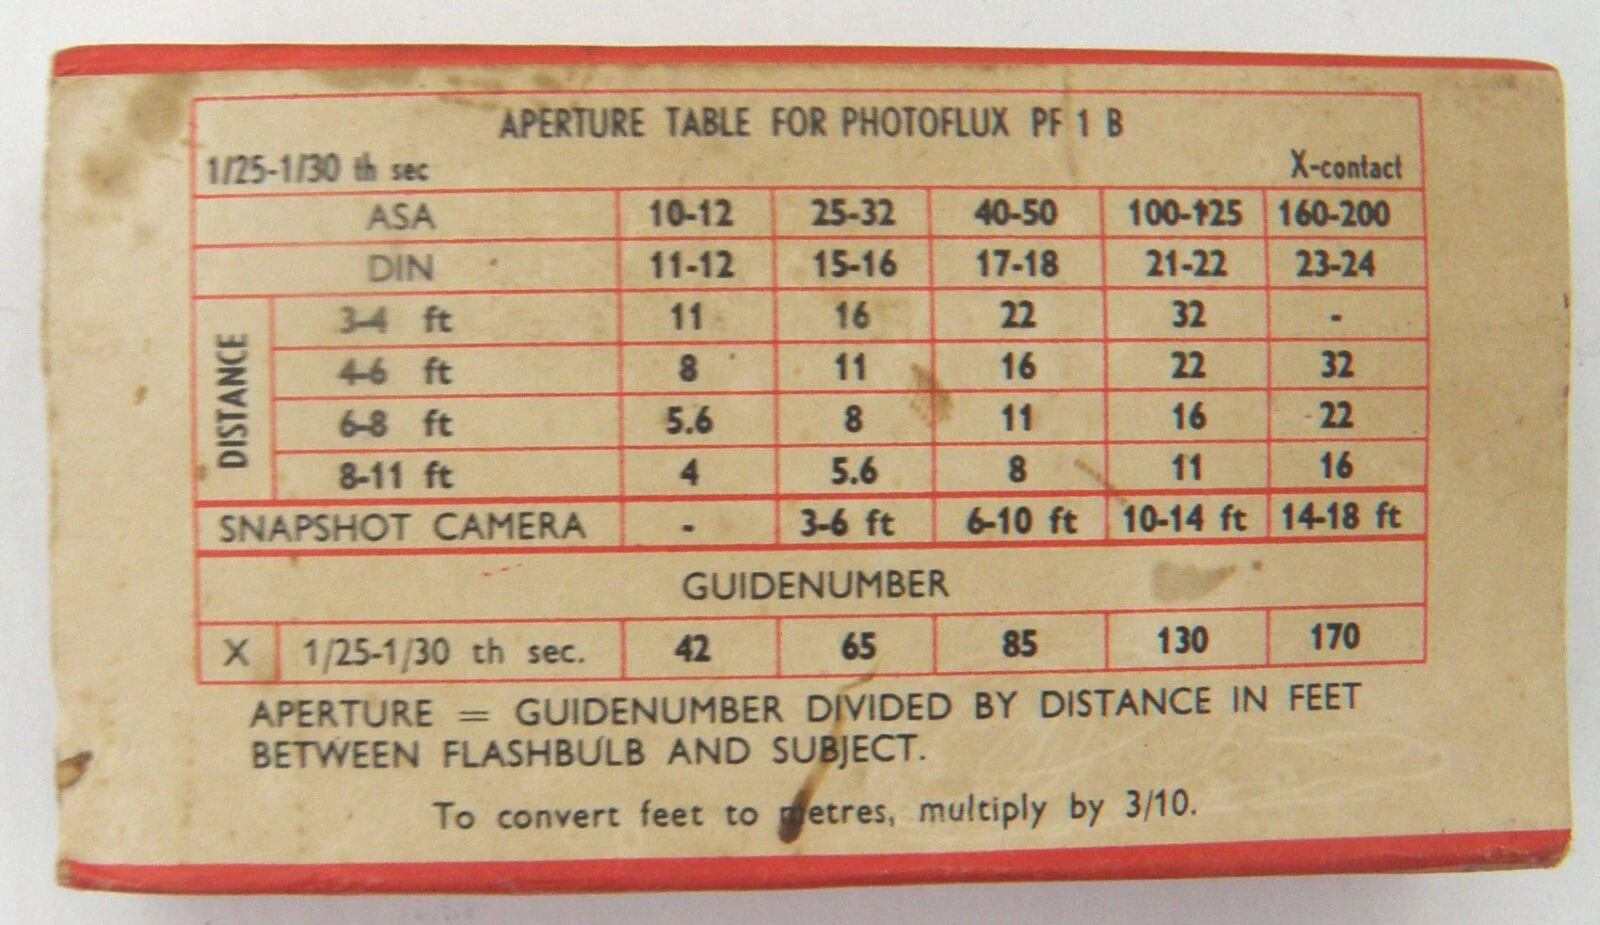 APERTURE TABLE FOR PHOTOFLUX PF 1 B
1/25-1/30 th sec X-contact
ASA 10-12 25-32 40-50 100-125 160-200
DIN 11-12 15-16 17-18 21-22 23-24
DISTANCE
3-4 ft 11 16 22 32 -
4-6 ft 8 11 16 22 32
6-8 ft 5.6 8 11 16 22
8-11 ft 4 5.6 8 11 16
SNAPSHOT CAMERA - 3-6 ft 6-10 ft 10-14 ft 14-18 ft
GUIDENUMBER
X 1/25-1/30 th sec. 42 65 85 130 170
APERTURE = GUIDENUMBER DIVIDED BY DISTANCE IN FEET
BETWEEN FLASHBULB AND SUBJECT.
To convert feet to metres, multiply by 3/10.